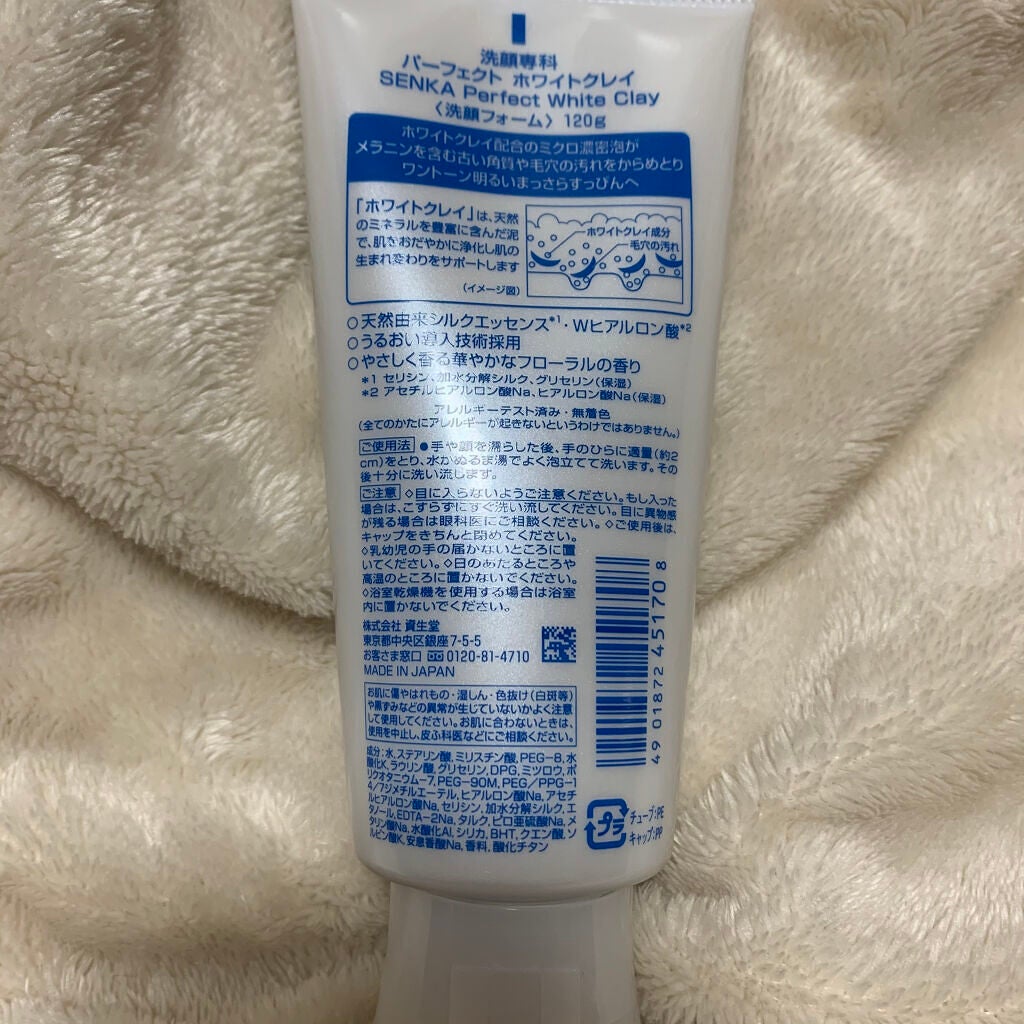 洗顔専科
パーフェクト ホワイトクレイ
SENKA Perfect White Clay
〈洗顔フォーム〉 120g
ホワイトクレイ配合のミクロ濃密泡が
メラニンを含む古い角質や毛穴の汚れをからめとり
ワントーン明るいまっさらすっぴんへ
「ホワイトクレイ」は、天然
のミネラルを豊富に含んだ泥
で、肌をおだやかに浄化し肌の
生まれ変わりをサポートします
ホワイトクレイ成分
毛穴の汚れ
(イメージ図)
○天然由来シルクエッセンス*1・Wヒアルロン酸*2
○うるおい導入技術採用
○やさしく香る華やかなフローラルの香り
*1 セリシン、加水分解シルク、グリセリン(保湿)
*2 アセチルヒアルロン酸Na、ヒアルロン酸Na(保湿)
アレルギーテスト済み・無着色
(全てのかたにアレルギーが起きないというわけではありません。)
ご使用法 ●手や顔を濡らした後、手のひらに適量(約2
cm)をとり、水かぬるま湯でよく泡立てて洗います。その
後十分に洗い流します。
ご注意 ◇目に入らないようご注意ください。もし入った
場合は、こすらずにすぐ洗い流してください。目に異物感
が残る場合は眼科医にご相談ください。◇ご使用後は、
キャップをきちんと閉めてください。
◇乳幼児の手の届かないところに置
いてください。◇日のあたるところや
高温のところに置かないでください。
◇浴室乾燥機を使用する場合は浴室
内に置かないでください。
株式会社 資生堂
東京都中央区銀座7-5-5
お客さま窓口 0120-81-4710
MADE IN JAPAN
4 901872 451708
お肌に傷やはれもの・湿しん・色抜け(白斑等)
や黒ずみなどの異常が生じていないかよく注意
して使用してください。お肌に合わないときは、
使用を中止し、皮ふ科医などにご相談ください。
成分:水、ステアリン酸、ミリスチン酸、PEG-8、水
酸化K、ラウリン酸、グリセリン、DPG、ミツロウ、ポ
リクオタニウム-7、PEG-90M、PEG/PPG-1
4/7ジメチルエーテル、ヒアルロン酸Na、アセチ
ルヒアルロン酸Na、セリシン、加水分解シルク、エ
タノール、EDTA-2Na、タルク、ピロ亜硫酸Na、メ
タリン酸Na、水酸化Al、シリカ、BHT、クエン酸、ソ
ルビン酸K、安息香酸Na、香料、酸化チタン
プラ
チューブ:PE
キャップ:PP